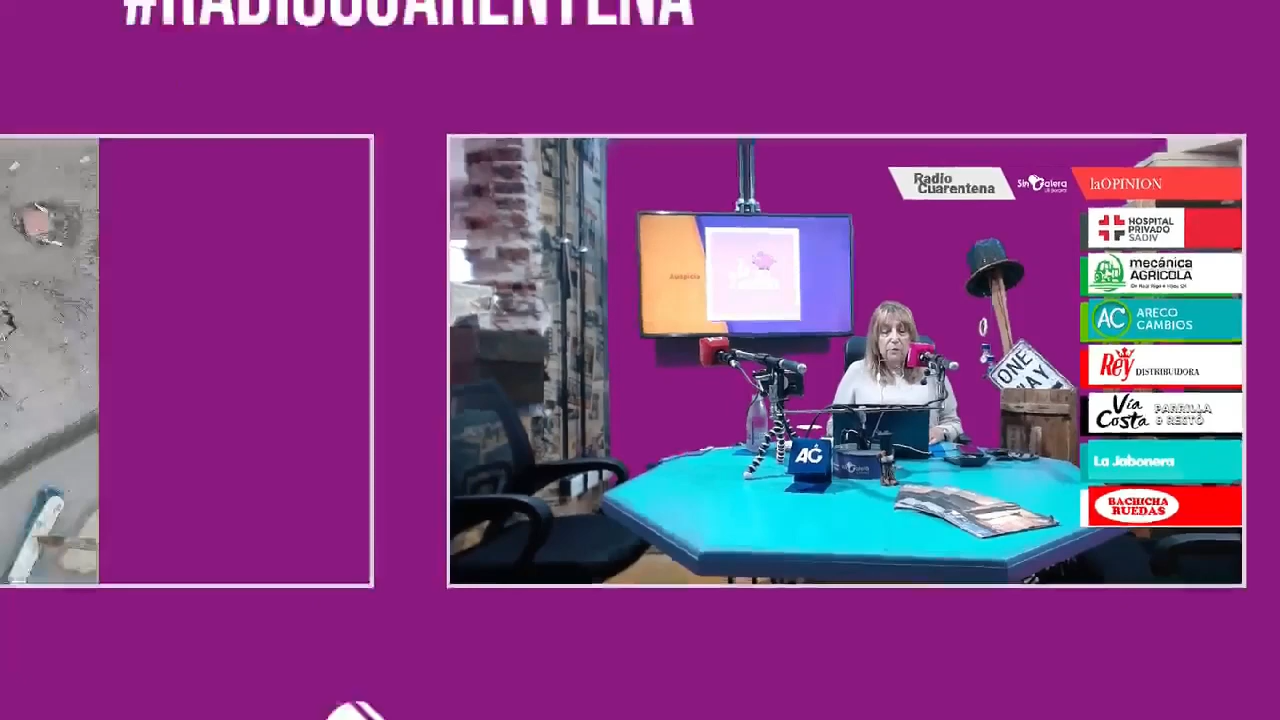 #RADIOCUARENTENA
Radio
Cuarentena
Sin Galera
laOPINION
HOSPITAL
PRIVADO
SADIV
mecánica
AGRICOLA
ARECO
CAMBIOS
AC
Rey DISTRIBUIDORA
Vía
Costa
PARRILLA
& RESTÓ
La Jabonera
BACHICHA
RUEDAS
ONE
WAY
AG